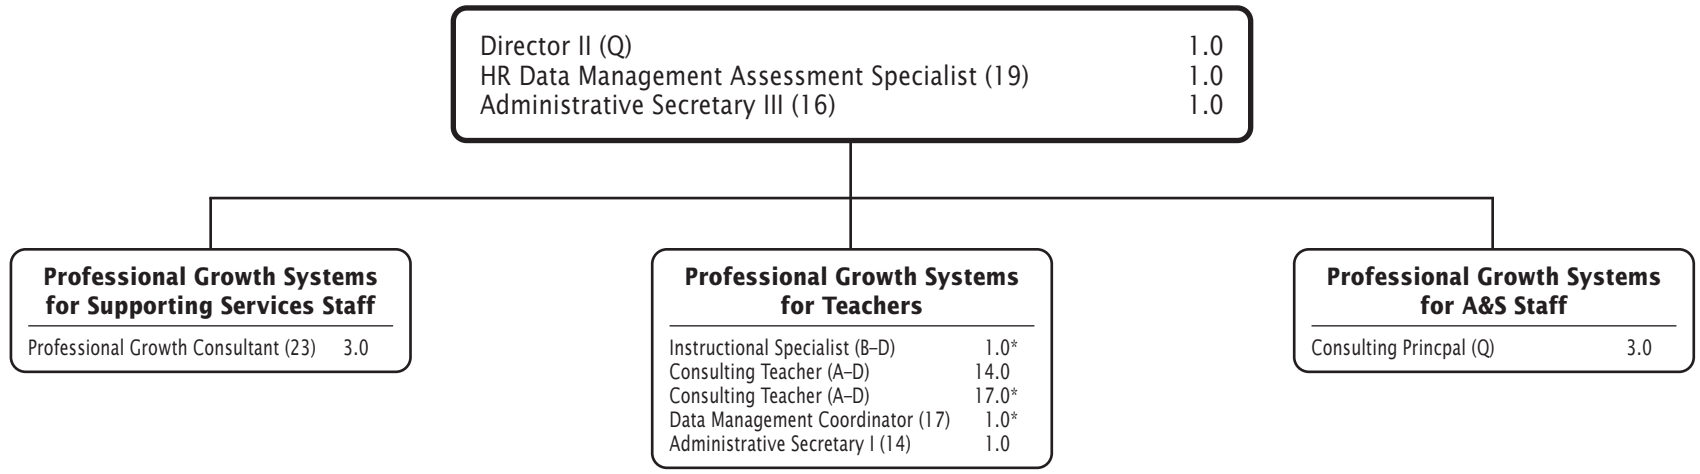 Director II (Q) 1.0
HR Data Management Assessment Specialist (19) 1.0
Administrative Secretary III (16) 1.0
Professional Growth Systems
for Supporting Services Staff
Professional Growth Consultant (23) 3.0
Professional Growth Systems
for Teachers
Instructional Specialist (B–D) 1.0*
Consulting Teacher (A–D) 14.0
Consulting Teacher (A–D) 17.0*
Data Management Coordinator (17) 1.0*
Administrative Secretary I (14) 1.0
Professional Growth Systems
for A&S Staff
Consulting Princpal (Q) 3.0